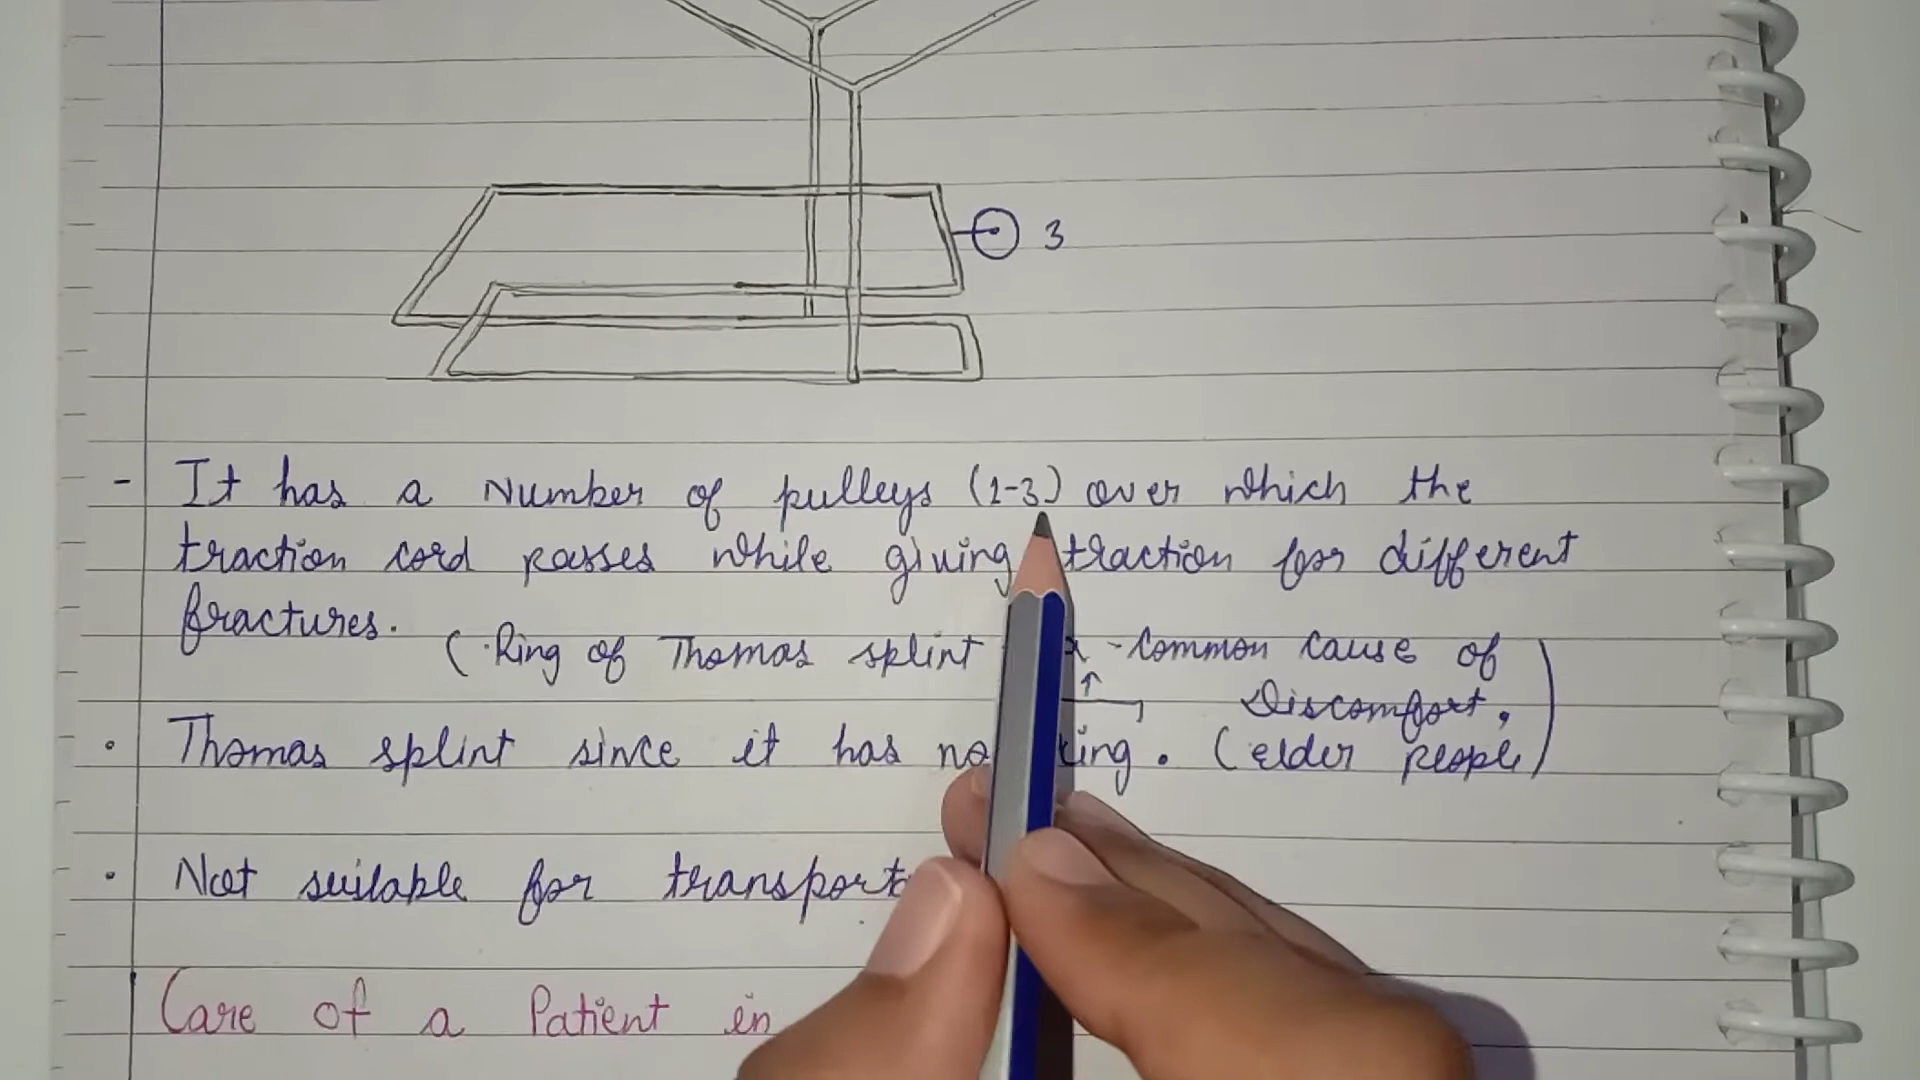 3
- It has a Number of pulleys (1-3) over which the
traction cord passes while giving traction for different
fractures.
(Ring of Thomas splint - Common cause of
Discomfort,
• Thomas splint since it has no ring. (elder people)
• Not suitable for transport
Care of a Patient in